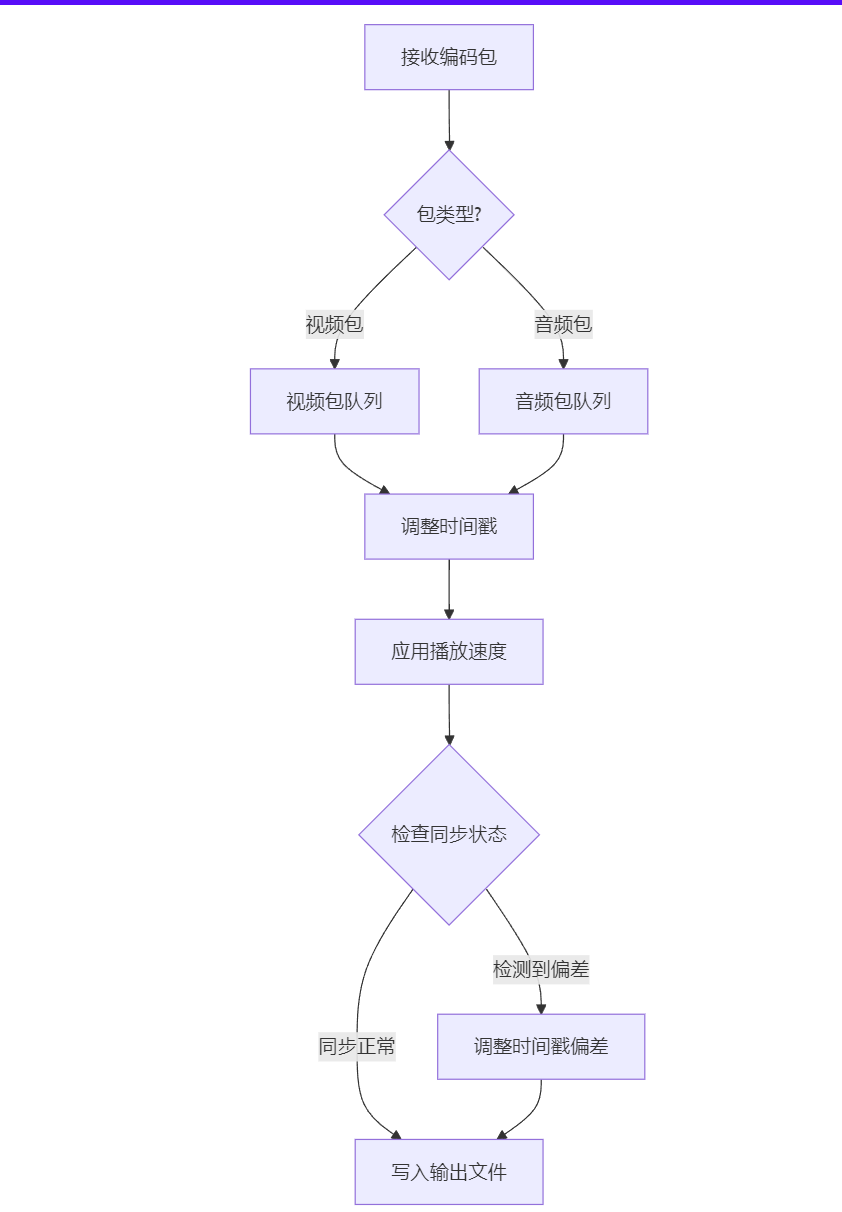 接收编码包
包类型?
视频包
音频包
视频包队列
音频包队列
调整时间戳
应用播放速度
检查同步状态
检测到偏差
同步正常
调整时间戳偏差
写入输出文件